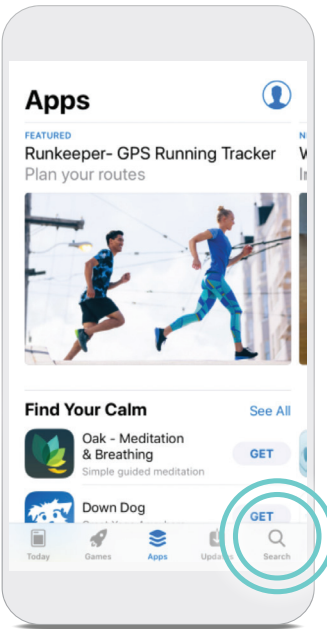 Apps
FEATURED
Runkeeper- GPS Running Tracker
Plan your routes
Find Your Calm
See All
Oak - Meditation
& Breathing
Simple guided meditation
GET
Down Dog
GET
Today
Games
Apps
Updates
Search